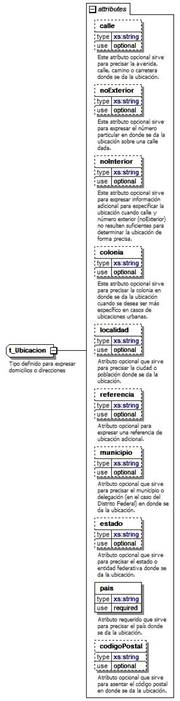 attributes
calle
type xs:string
use optional
Este atributo opcional sirve
para precisar la avenida,
calle, camino o carretera
donde se da la ubicación.
noExterior
type xs:string
use optional
Este atributo opcional sirve
para expresar el número
particular en donde se da la
ubicación sobre una calle
dada.
noInterior
type xs:string
use optional
Este atributo opcional sirve
para expresar información
adicional para especificar la
ubicación cuando calle y
número exterior (noExterior)
no resulten suficientes para
determinar la ubicación de
forma precisa.
colonia
type xs:string
use optional
Este atributo opcional sirve
para precisar la colonia en
donde se da la ubicación
cuando se desea ser más
específico en casos de
ubicaciones urbanas.
localidad
type xs:string
use optional
Atributo opcional que sirve
para precisar la ciudad o
población donde se da la
ubicación.
t_Ubicacion
Tipo definido para expresar
domicilios o direcciones
referencia
type xs:string
use optional
Atributo opcional para
expresar una referencia de
ubicación adicional.
municipio
type xs:string
use optional
Atributo opcional que sirve
para precisar el municipio o
delegación (en el caso del
Distrito Federal) en donde se
da la ubicación.
estado
type xs:string
use optional
Atributo opcional que sirve
para precisar el estado o
entidad federativa donde se
da la ubicación.
pais
type xs:string
use required
Atributo requerido que sirve
para precisar el país donde
se da la ubicación.
codigoPostal
type xs:string
use optional
Atributo opcional que sirve
para asentar el código postal
en donde se da la ubicación.